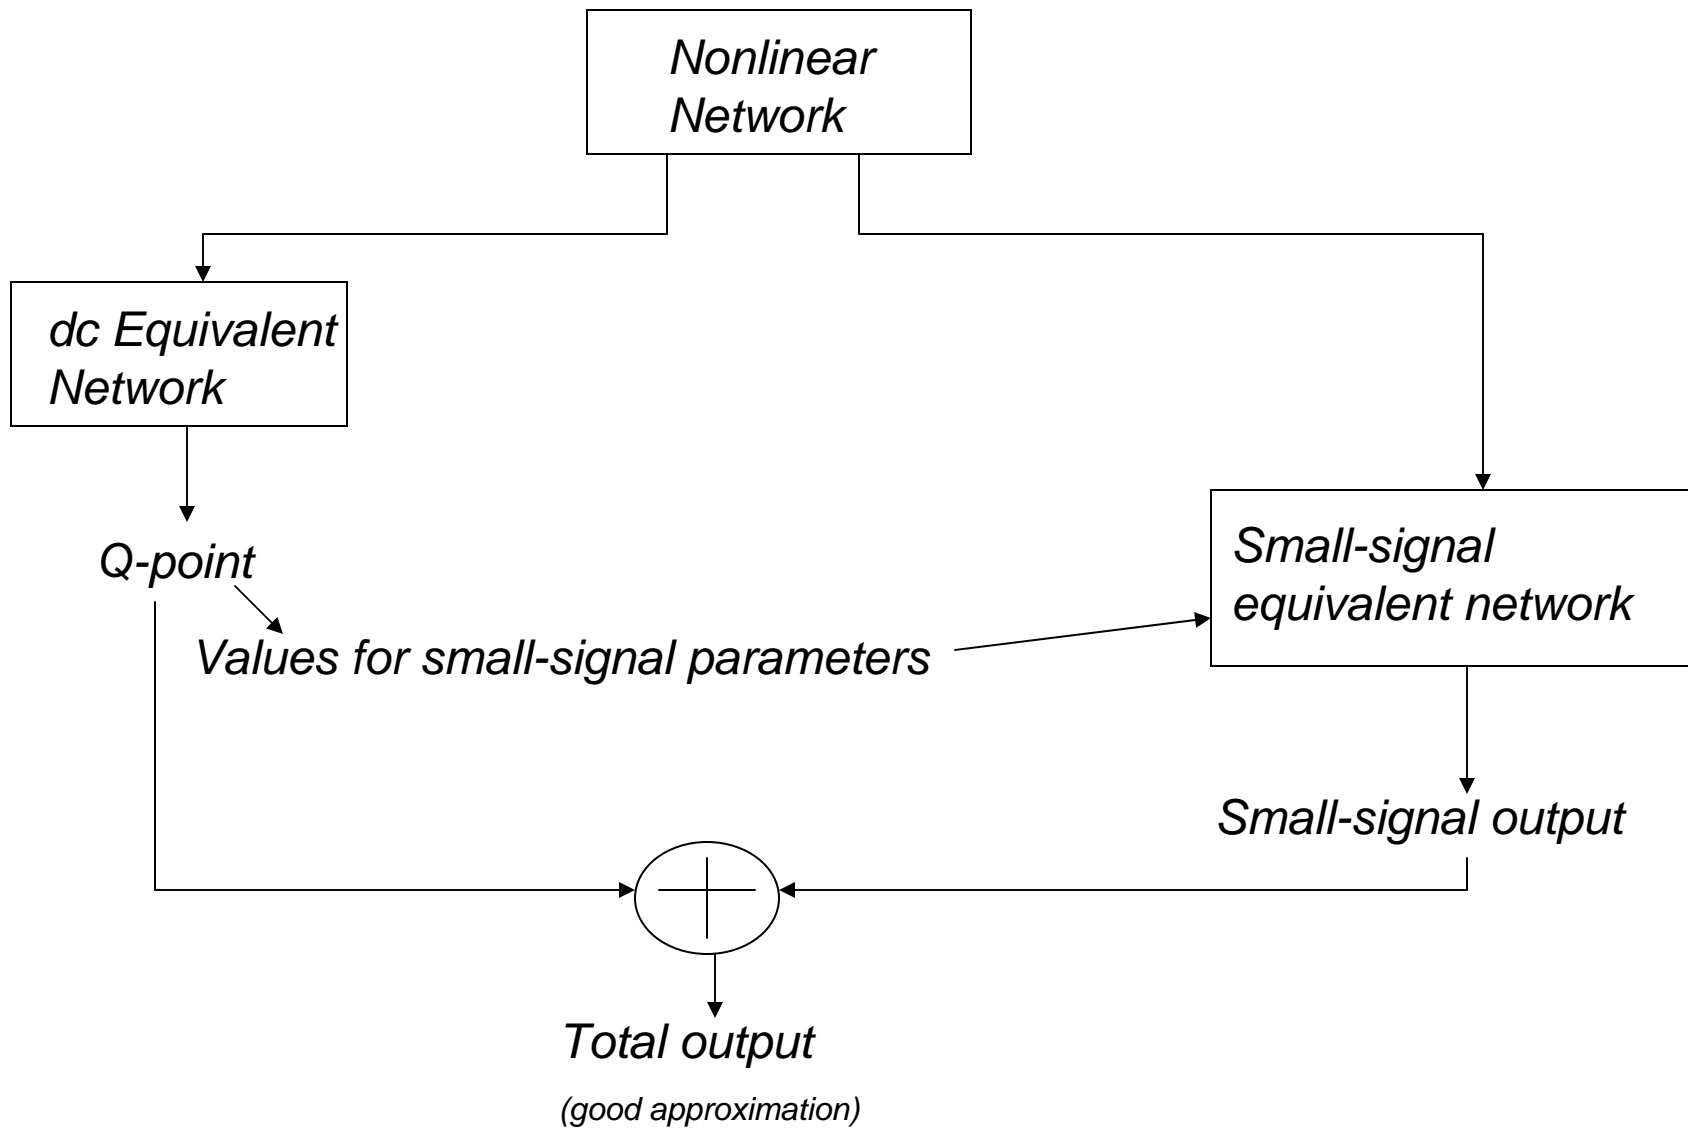 Nonlinear
Network
dc Equivalent
Network
Q-point
Values for small-signal parameters
Small-signal
equivalent network
Small-signal output
Total output
(good approximation)